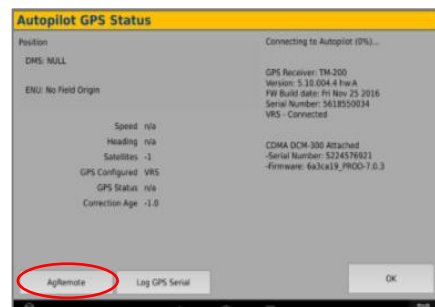 Autopilot GPS Status
Position
DMS: NULL
ENU: No Field Origin
Speed n/a
Heading n/a
Satellites -1
GPS Configured VRS
GPS Status n/a
Correction Age -1.0
Connecting to Autopilot (0%)...
GPS Receiver: TM-200
Version: 5.10.004.4 hw:A
FW Build date: Fri Nov 25 2016
Serial Number: 5618550034
VRS - Connected
CDMA DCM-300 Attached
-Serial Number: 5224576921
-Firmware: 6a3ca19_PROD-7.0.3
AgRemote
Log GPS Serial
OK